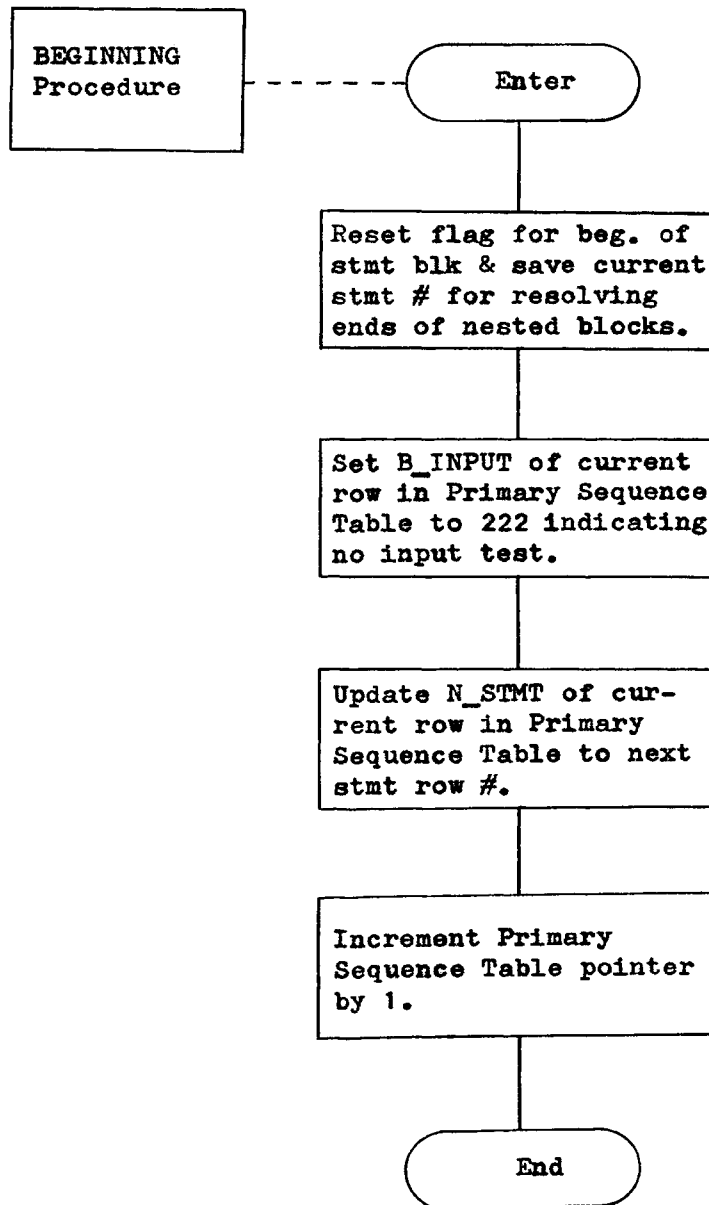 BEGINNING
Procedure
Enter
Reset flag for beg. of
stmt blk & save current
stmt # for resolving
ends of nested blocks.
Set B_INPUT of current
row in Primary Sequence
Table to 222 indicating
no input test.
Update N_STMT of cur-
rent row in Primary
Sequence Table to next
stmt row #.
Increment Primary
Sequence Table pointer
by 1.
End